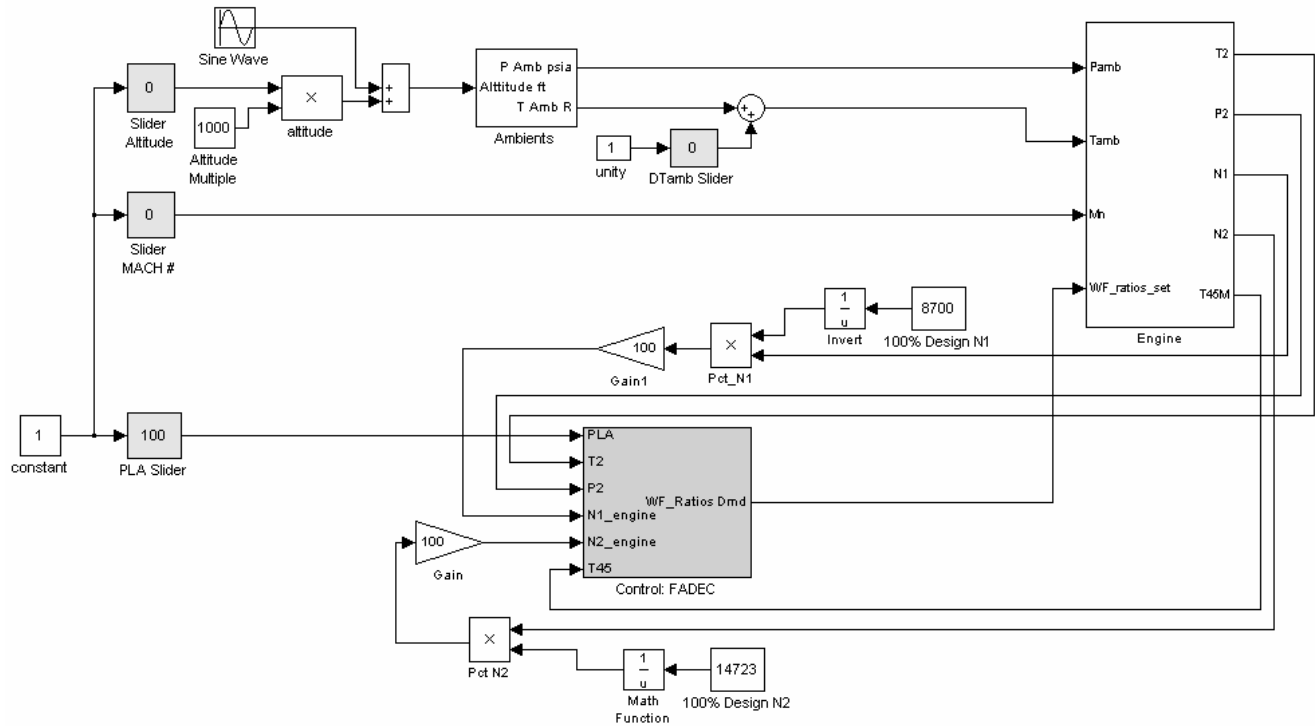 Sine Wave
0
Slider
Altitude
1000
Altitude
Multiple
×
altitude
+
+
P Amb psia
Alttitude ft
T Amb R
Ambients
+
+
1
unity
0
DTamb Slider
0
Slider
MACH #
Pamb
Tamb
Mn
WF_ratios_set
T2
P2
N1
N2
T45M
Engine
1
u
Invert
8700
100% Design N1
100
Gain1
×
Pct_N1
1
constant
100
PLA Slider
PLA
T2
P2
N1_engine
N2_engine
T45
WF_Ratios Dmd
Control: FADEC
100
Gain
×
Pct N2
1
u
Math
Function
14723
100% Design N2